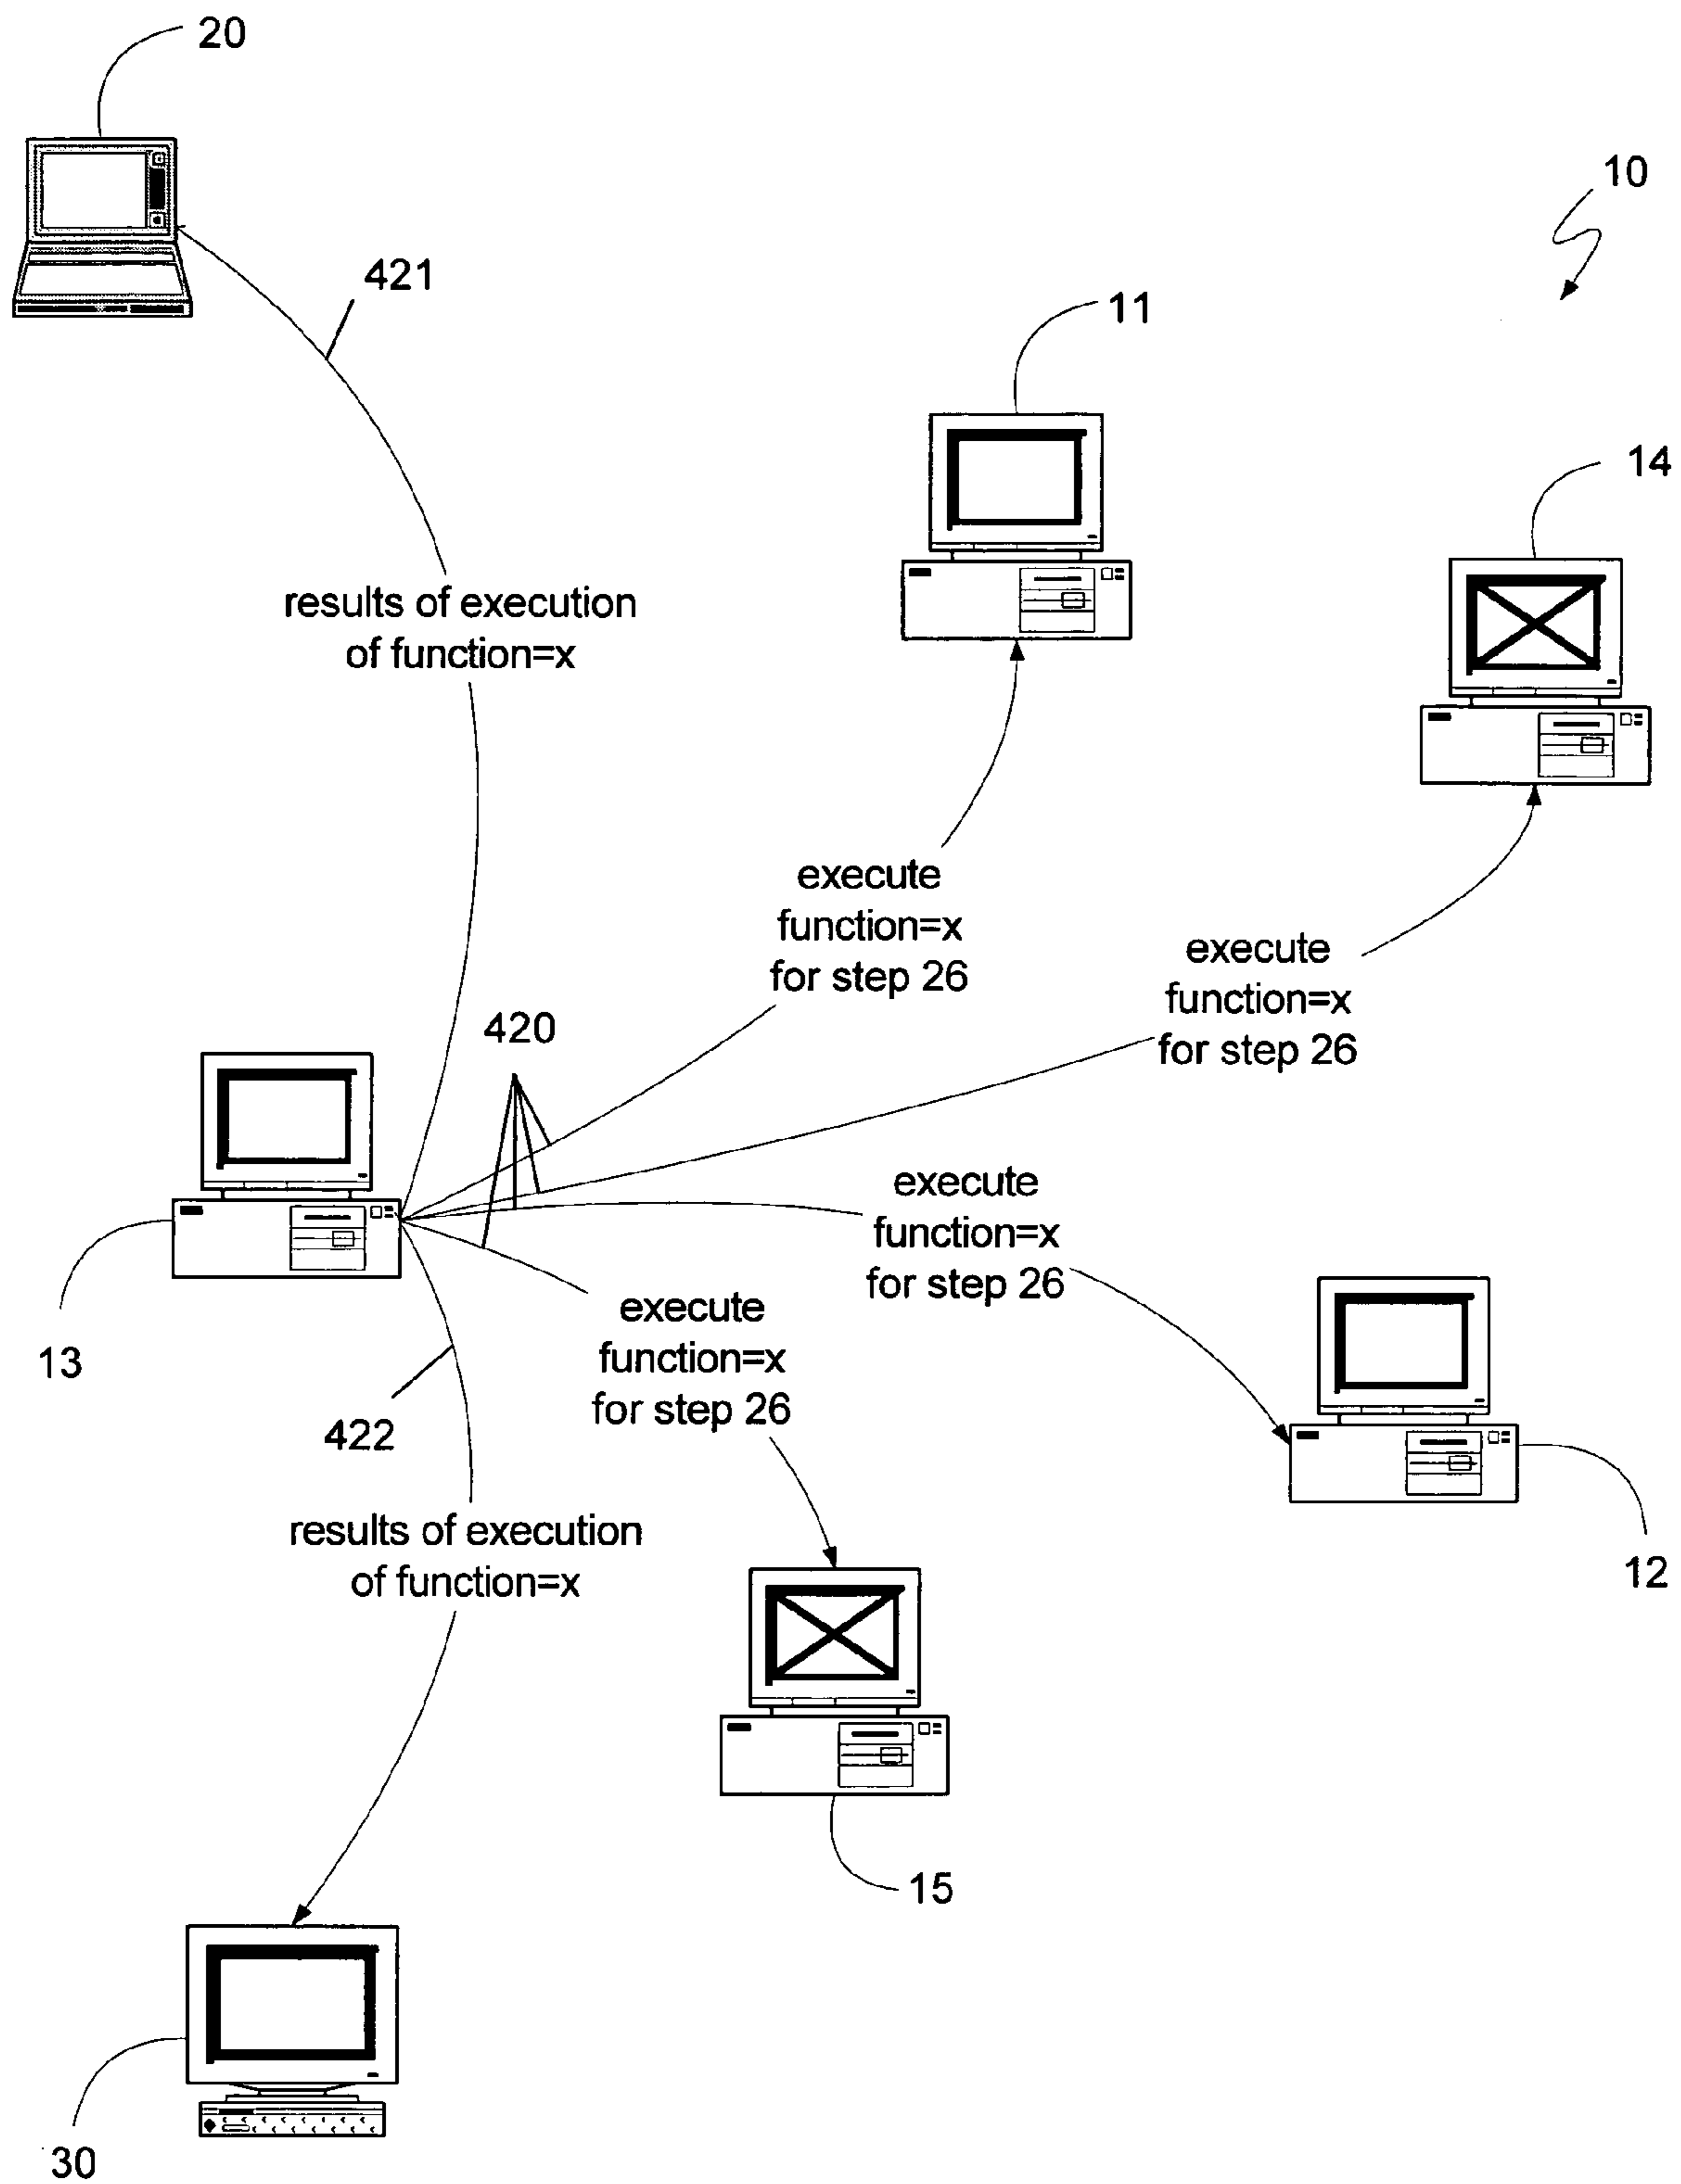 20
10
421
11
14
results of execution
of function=x
execute
function=x
for step 26
execute
function=x
for step 26
420
execute
function=x
for step 26
13
execute
function=x
for step 26
422
results of execution
of function=x
12
15
30